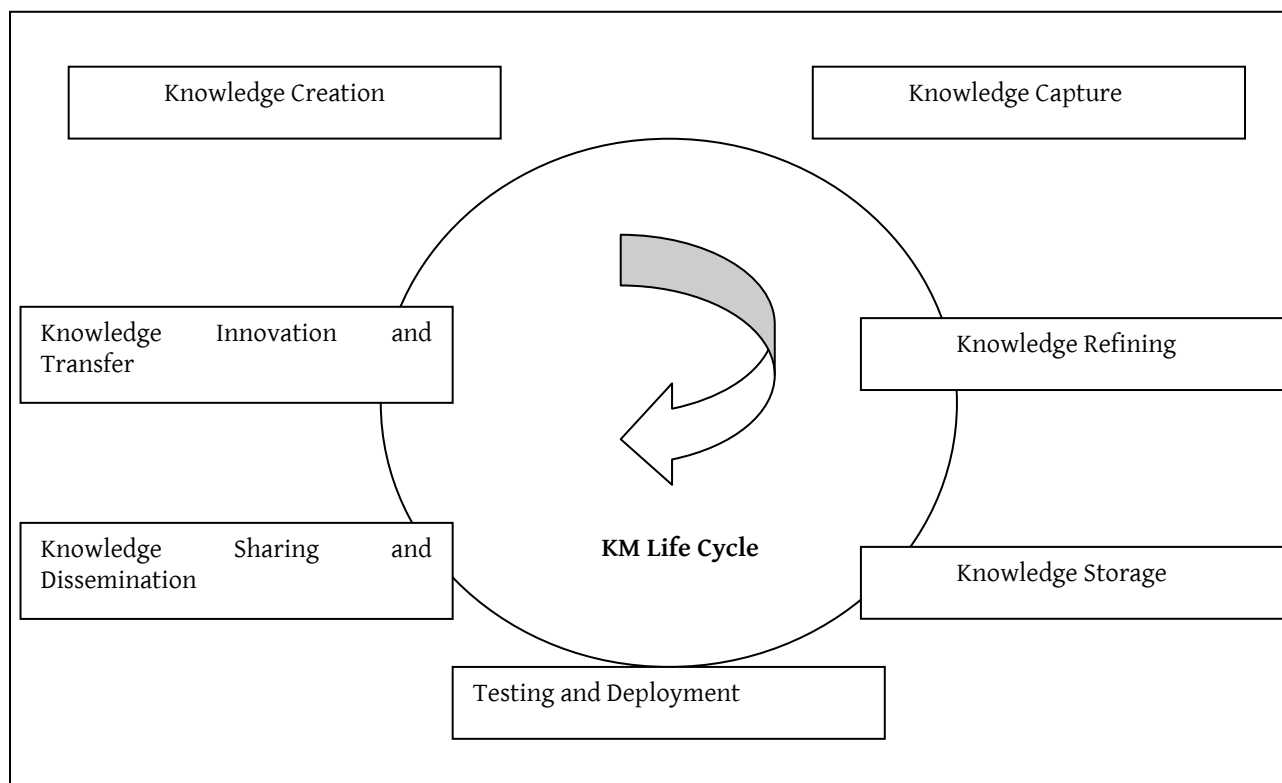 Knowledge Creation
Knowledge Capture
Knowledge Innovation and
Transfer
Knowledge Refining
Knowledge Sharing and
Dissemination
KM Life Cycle
Knowledge Storage
Testing and Deployment